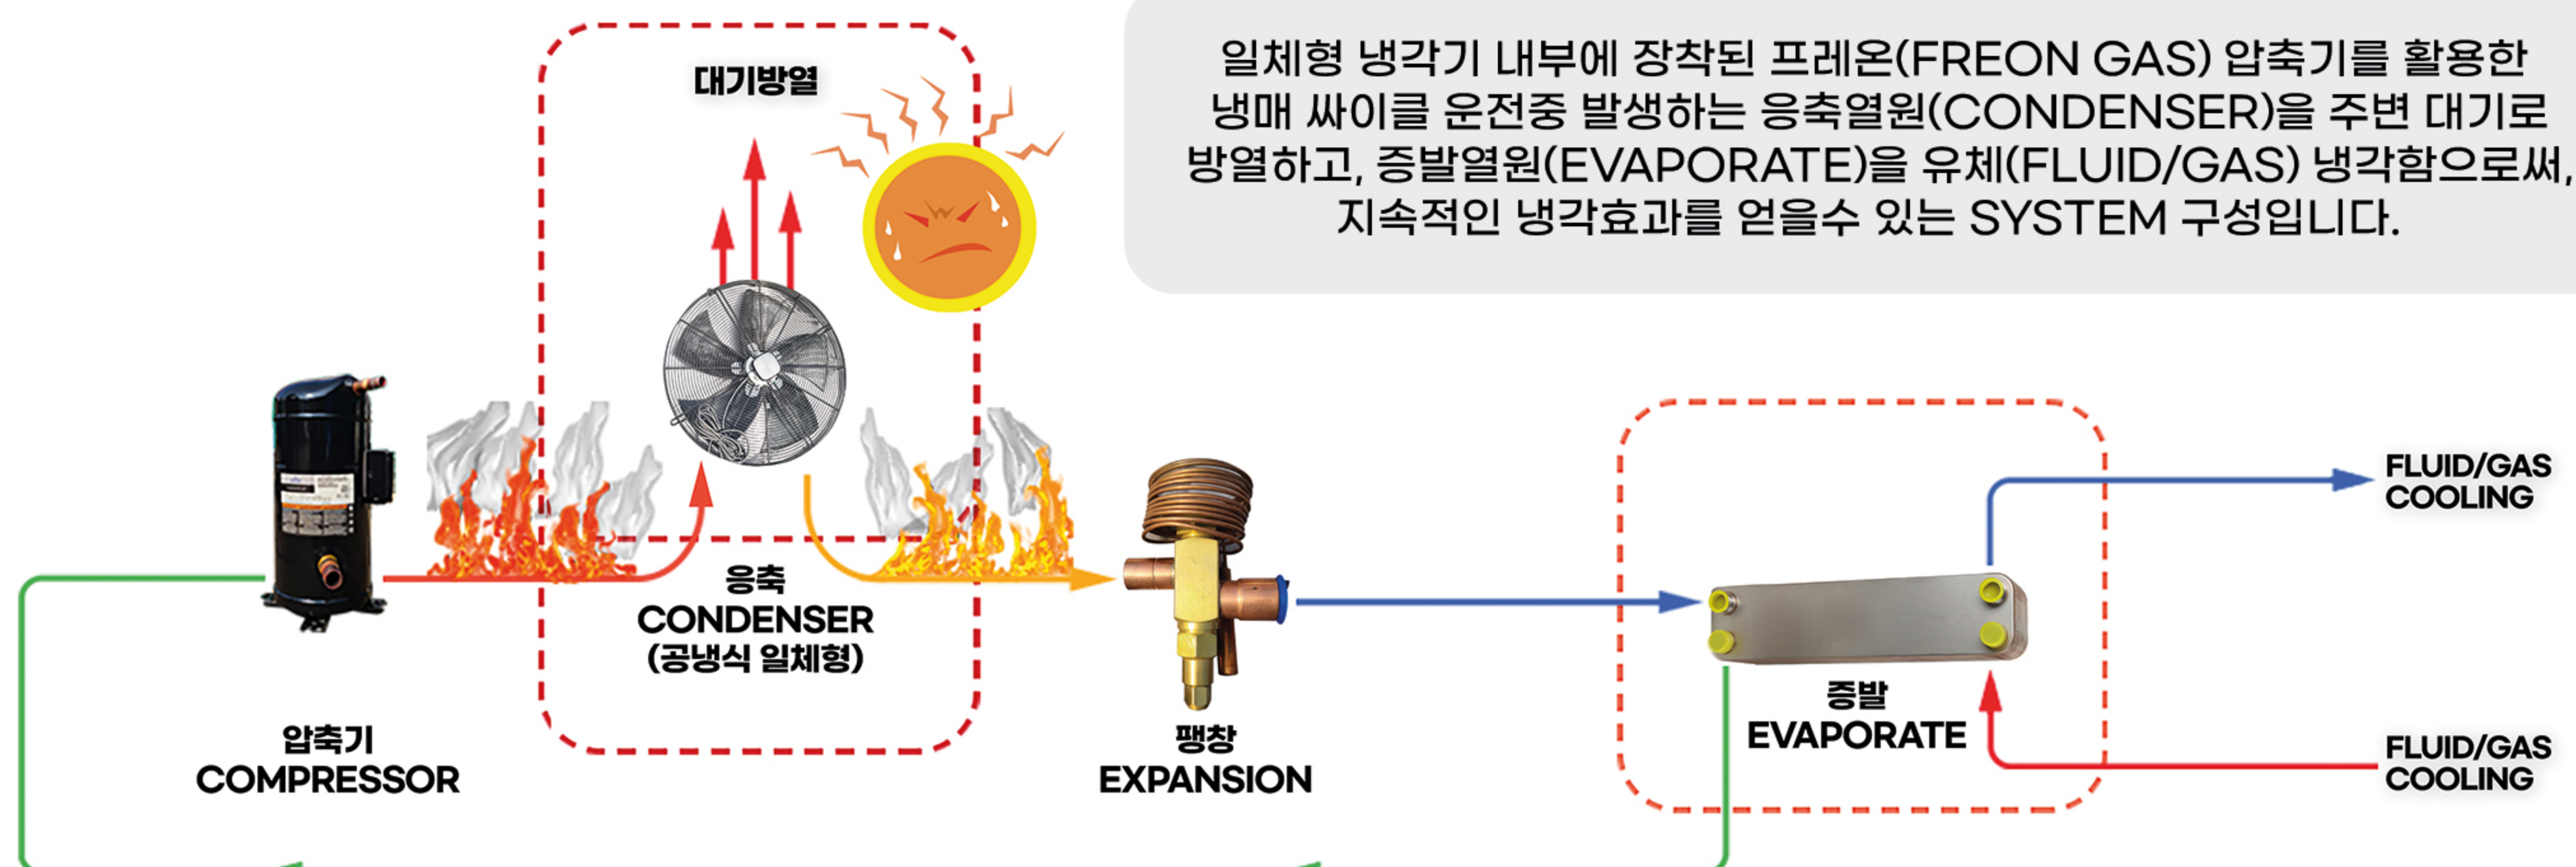 대기방열
일체형 냉각기 내부에 장착된 프레온(FREON GAS) 압축기를 활용한
냉매 싸이클 운전중 발생하는 응축열원(CONDENSER)을 주변 대기로
방열하고, 증발열원(EVAPORATE)을 유체(FLUID/GAS) 냉각함으로써,
지속적인 냉각효과를 얻을수 있는 SYSTEM 구성입니다.
응축
CONDENSER
(공냉식 일체형)
압축기
COMPRESSOR
팽창
EXPANSION
증발
EVAPORATE
FLUID/GAS
COOLING
FLUID/GAS
COOLING